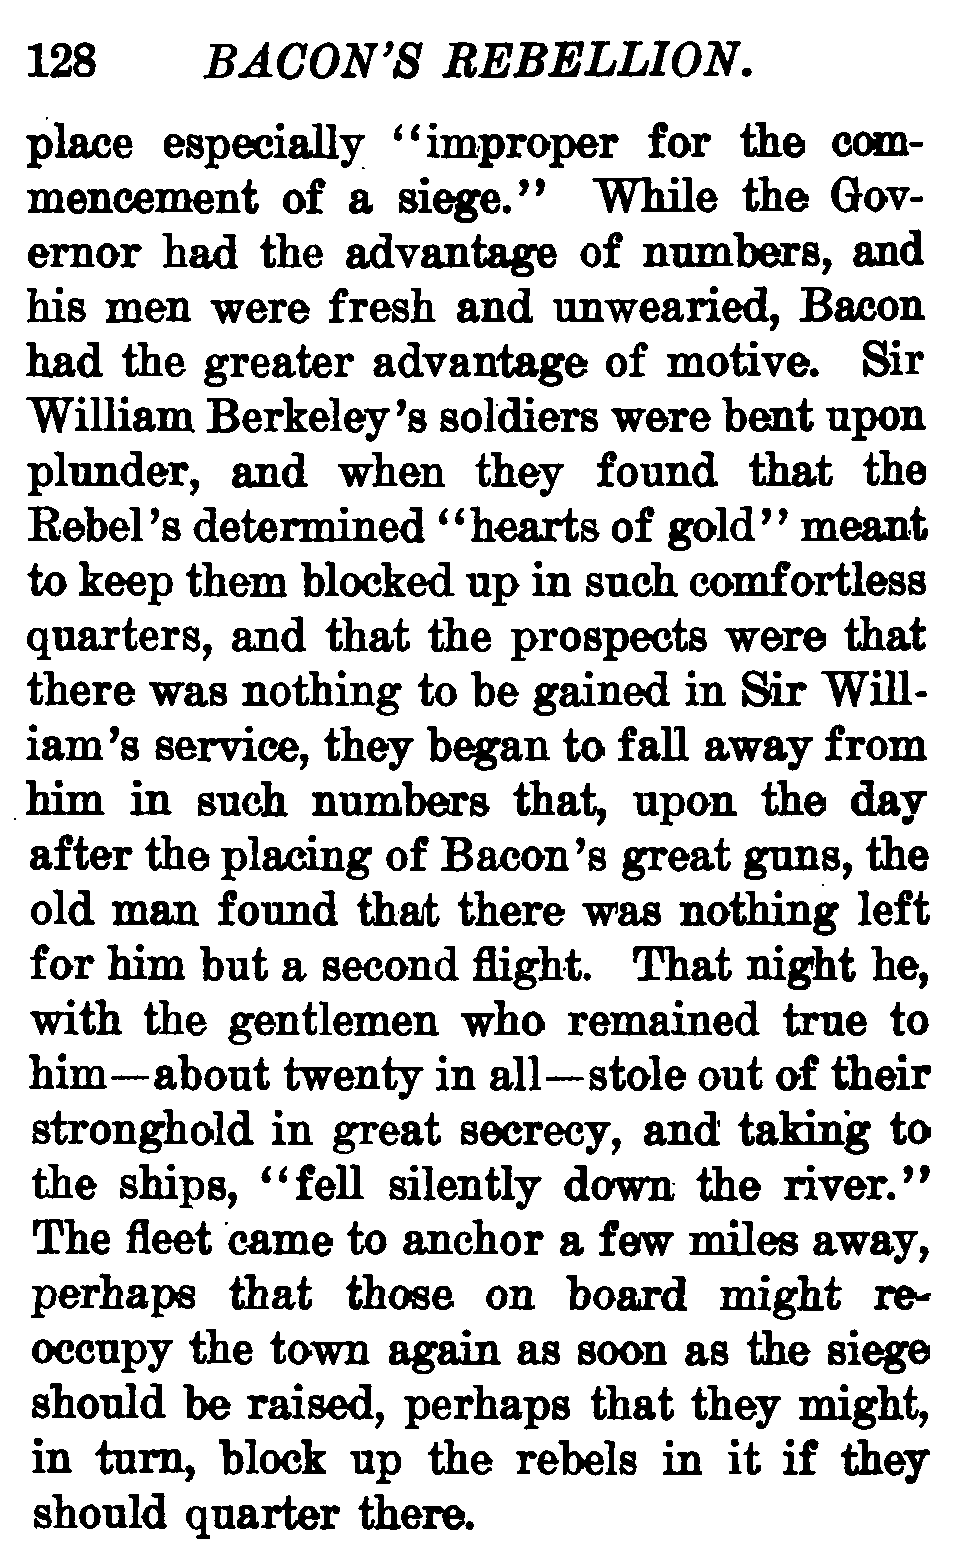 128 BACON'S REBELLION.
place especially "improper for the com-
mencement of a siege." While the Gov-
ernor had the advantage of numbers, and
his men were fresh and unwearied, Bacon
had the greater advantage of motive. Sir
William Berkeley's soldiers were bent upon
plunder, and when they found that the
Rebel's determined "hearts of gold" meant
to keep them blocked up in such comfortless
quarters, and that the prospects were that
there was nothing to be gained in Sir Will-
iam's service, they began to fall away from
him in such numbers that, upon the day
after the placing of Bacon's great guns, the
old man found that there was nothing left
for him but a second flight. That night he,
with the gentlemen who remained true to
him—about twenty in all—stole out of their
stronghold in great secrecy, and taking to
the ships, "fell silently down the river."
The fleet came to anchor a few miles away,
perhaps that those on board might re-
occupy the town again as soon as the siege
should be raised, perhaps that they might,
in turn, block up the rebels in it if they
should quarter there.